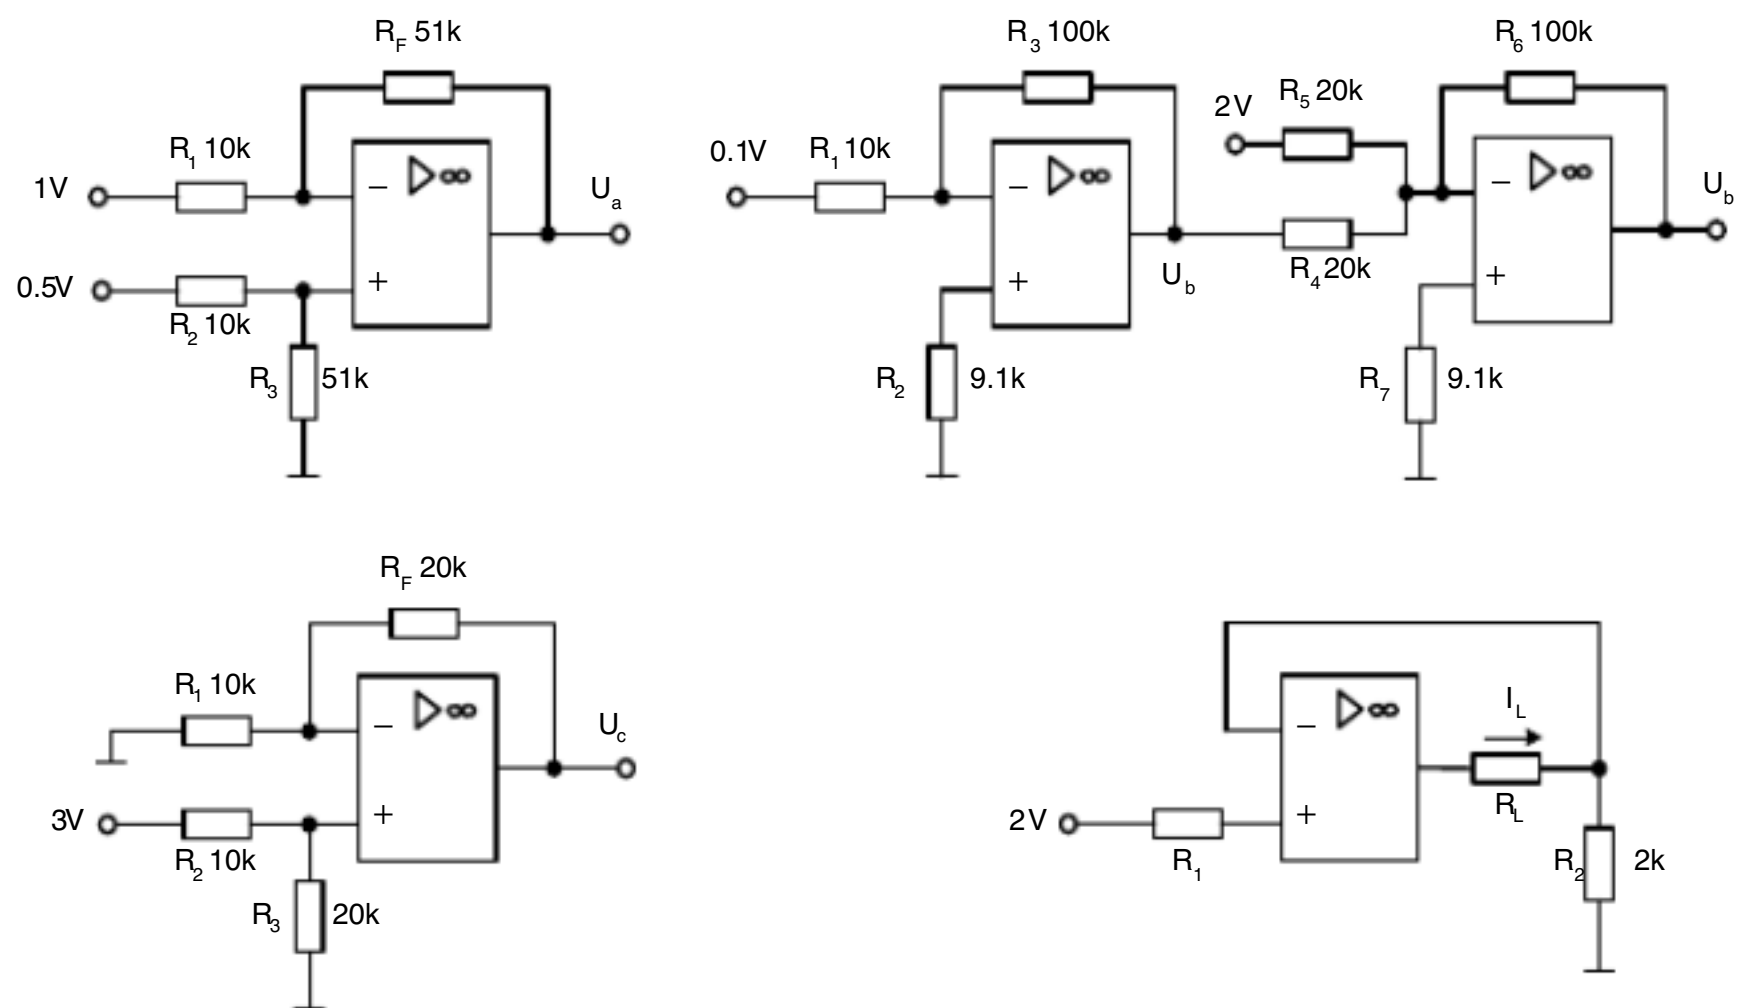 R_F 51k
R_1 10k
1V
− ▷∞
U_a
0.5V
+
R_2 10k
R_3 51k
R_3 100k
0.1V
R_1 10k
− ▷∞
+
U_b
R_2 9.1k
R_6 100k
2V
R_5 20k
− ▷∞
U_b
R_4 20k
+
R_7 9.1k
R_F 20k
R_1 10k
− ▷∞
U_c
3V
+
R_2 10k
R_3 20k
− ▷∞
I_L
R_L
2V
+
R_1
R_2 2k